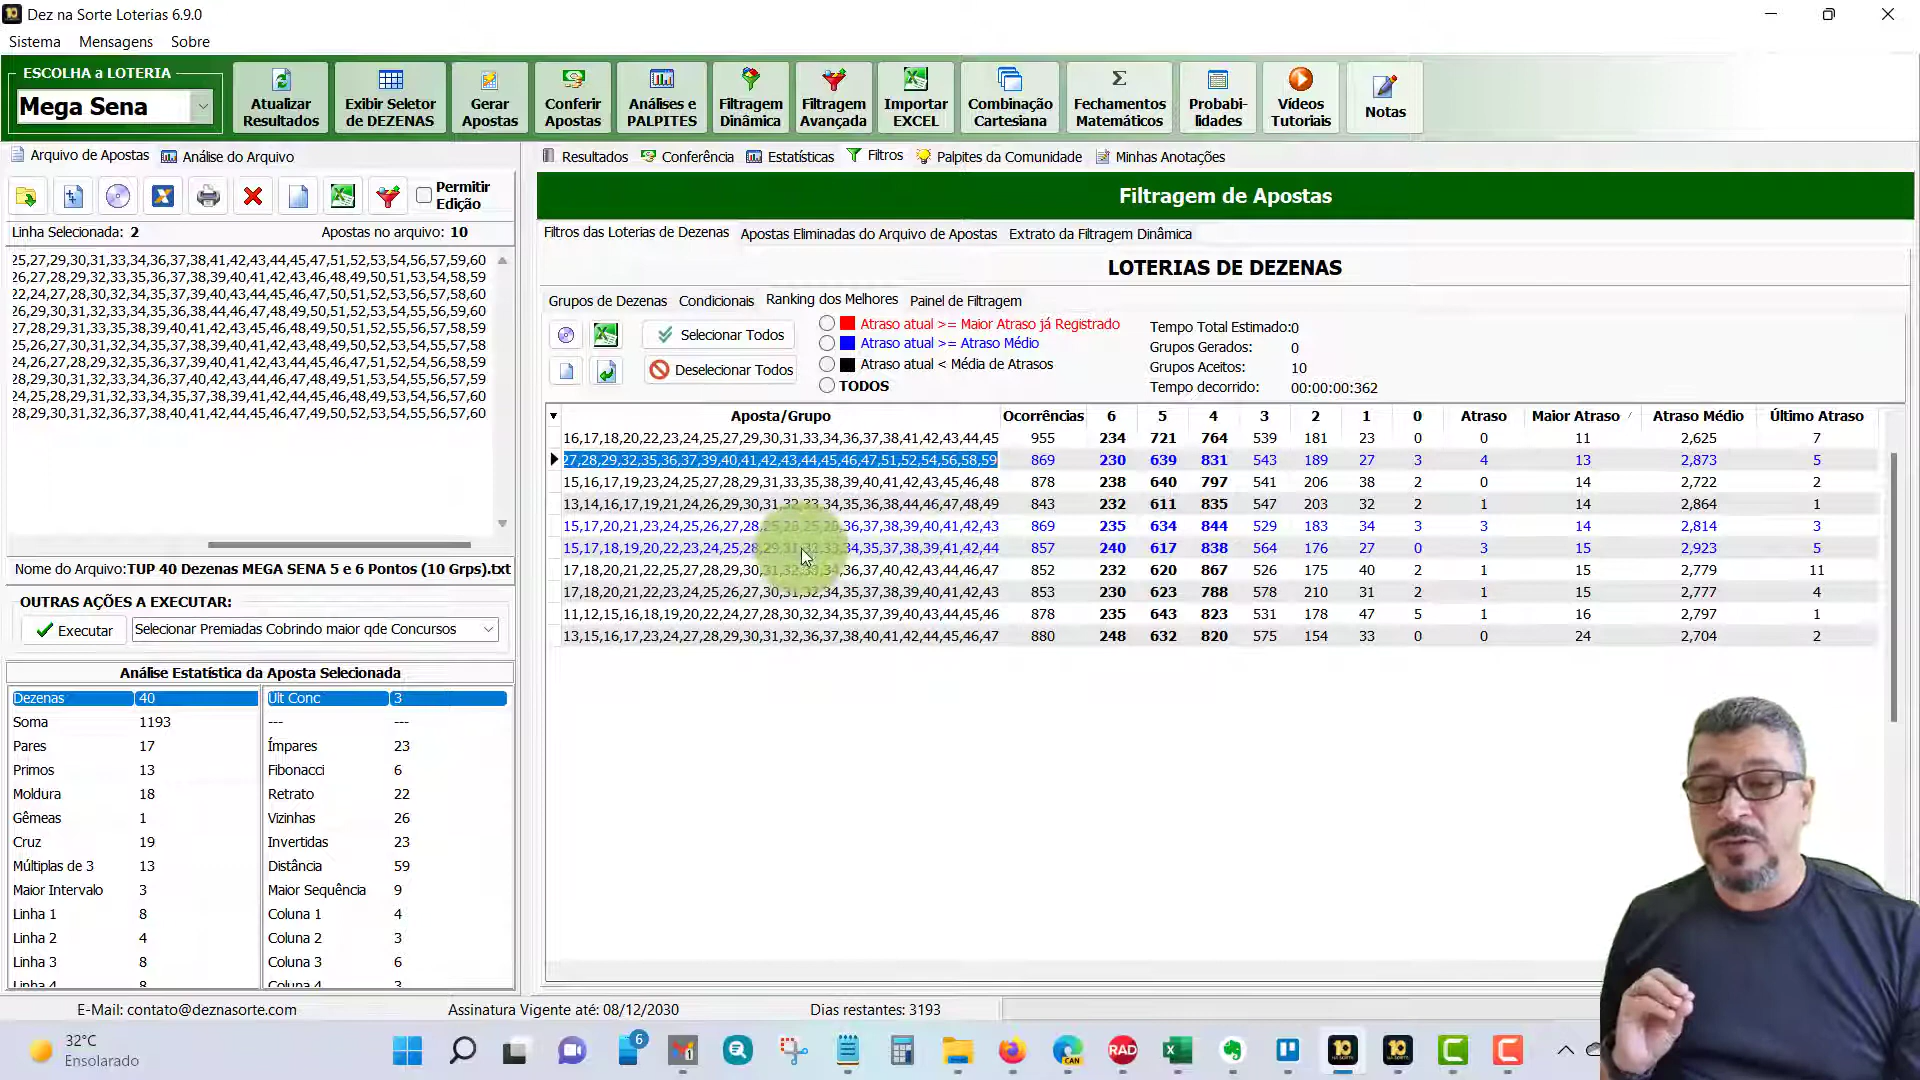 Dez na Sorte Loterias 6.9.0
Sistema Mensagens Sobre
ESCOLHA a LOTERIA
Mega Sena
Atualizar Resultados
Exibir Seletor de DEZENAS
Gerar Apostas
Conferir Apostas
Análises e PALPITES
Filtragem Dinâmica
Filtragem Avançada
Importar EXCEL
Combinação Cartesiana
Fechamentos Matemáticos
Probabi- lidades
Vídeos Tutoriais
Notas
Arquivo de Apostas Análise do Arquivo
Permitir Edição
Linha Selecionada: 2 Apostas no arquivo: 10
25,27,29,30,31,33,34,36,37,38,41,42,43,44,45,47,51,52,53,54,56,57,59,60
26,27,28,29,32,33,35,36,37,38,39,40,41,42,43,46,48,49,50,51,53,54,58,59
22,24,27,28,30,32,34,35,37,39,40,43,44,45,46,47,50,51,52,53,56,57,58,60
26,29,30,31,32,33,34,35,36,38,44,46,47,48,49,50,51,52,53,54,55,56,57,60
27,28,29,31,33,35,38,39,40,41,42,43,45,46,48,49,50,51,52,53,55,56,57,59
25,26,27,30,31,32,34,35,37,38,39,40,42,43,44,45,47,50,51,52,53,55,57,58
24,26,27,28,29,31,32,33,34,35,36,37,39,40,41,42,43,44,45,46,47,51,57,59
28,29,30,31,32,33,34,36,37,40,42,43,44,45,46,47,48,49,51,53,54,55,56,59
24,25,28,29,31,32,33,34,35,37,38,39,41,42,44,45,46,48,49,52,53,54,57,60
28,29,30,31,32,36,37,38,40,41,42,44,45,46,47,49,50,52,53,54,55,56,57,60
Nome do Arquivo:TUP 40 Dezenas MEGA SENA 5 e 6 Pontos (10 Grps).txt
OUTRAS AÇÕES A EXECUTAR:
Executar Selecionar Premiadas Cobrindo maior qde Concursos
Análise Estatística da Aposta Selecionada
Dezenas 40 Ult Conc 3
Soma 1193 --- ---
Pares 17 Ímpares 23
Primos 13 Fibonacci 6
Moldura 18 Retrato 22
Gêmeas 1 Vizinhas 26
Cruz 19 Invertidas 23
Múltiplas de 3 13 Distância 59
Maior Intervalo 3 Maior Sequência 9
Linha 1 8 Coluna 1 4
Linha 2 4 Coluna 2 3
Linha 3 8 Coluna 3 6
Linha 4 8 Coluna 4 3
Resultados Conferência Estatísticas Filtros Palpites da Comunidade Minhas Anotações
Filtragem de Apostas
Filtros das Loterias de Dezenas Apostas Eliminadas do Arquivo de Apostas Extrato da Filtragem Dinâmica
LOTERIAS DE DEZENAS
Grupos de Dezenas Condicionais Ranking dos Melhores Painel de Filtragem
Selecionar Todos
Deselecionar Todos
Atraso atual >= Maior Atraso já Registrado
Atraso atual >= Atraso Médio
Atraso atual < Média de Atrasos
TODOS
Tempo Total Estimado:0
Grupos Gerados: 0
Grupos Aceitos: 10
Tempo decorrido: 00:00:00:362
Aposta/Grupo Ocorrências 6 5 4 3 2 1 0 Atraso Maior Atraso Atraso Médio Último Atraso
16,17,18,20,22,23,24,25,27,29,30,31,33,34,36,37,38,41,42,43,44,45 955 234 721 764 539 181 23 0 0 11 2,625 7
27,28,29,32,35,36,37,39,40,41,42,43,44,45,46,47,51,52,54,56,58,59 869 230 639 831 543 189 27 3 4 13 2,873 5
15,16,17,19,23,24,25,27,28,29,31,33,35,38,39,40,41,42,43,45,46,48 878 238 640 797 541 206 38 2 0 14 2,722 2
13,14,16,17,19,21,24,26,29,30,31,32,33,34,35,36,38,44,46,47,48,49 843 232 611 835 547 203 32 2 1 14 2,864 1
15,17,20,21,23,24,25,26,27,28, 36,37,38,39,40,41,42,43 869 235 634 844 529 183 34 3 3 14 2,814 3
15,17,18,19,20,22,23,24,25,28,29,31,32,33,34,35,37,38,39,41,42,44 857 240 617 838 564 176 27 0 3 15 2,923 5
17,18,20,21,22,25,27,28,29,30,31,32,33,34,36,37,40,42,43,44,45,46 852 232 620 867 526 175 40 2 1 15 2,779 11
17,18,20,21,22,24,25,26,27,30,31,32,34,35,37,38,39,40,42,43 853 230 623 788 578 210 31 2 1 15 2,777 4
11,12,15,16,18,19,20,22,24,27,28,30,32,34,35,37,39,40,43,44,45,46 878 235 643 823 531 178 47 5 1 16 2,797 1
13,15,16,17,23,24,27,28,29,30,31,32,36,37,38,40,41,42,44,45,46,47 880 248 632 820 575 154 33 0 0 24 2,704 2
E-Mail: contato@deznasorte.com Assinatura Vigente até: 08/12/2030 Dias restantes: 3193
32°C
Ensolarado
6
CAN
RAD